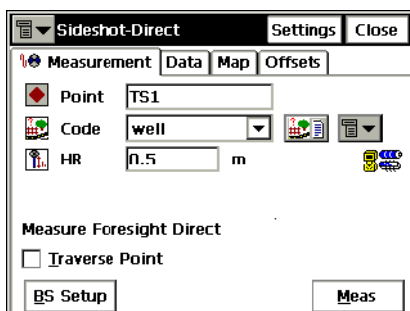 Sideshot-Direct Settings Close
Measurement Data Map Offsets
Point TS1
Code well
HR 0.5 m
Measure Foresight Direct
Traverse Point
BS Setup Meas